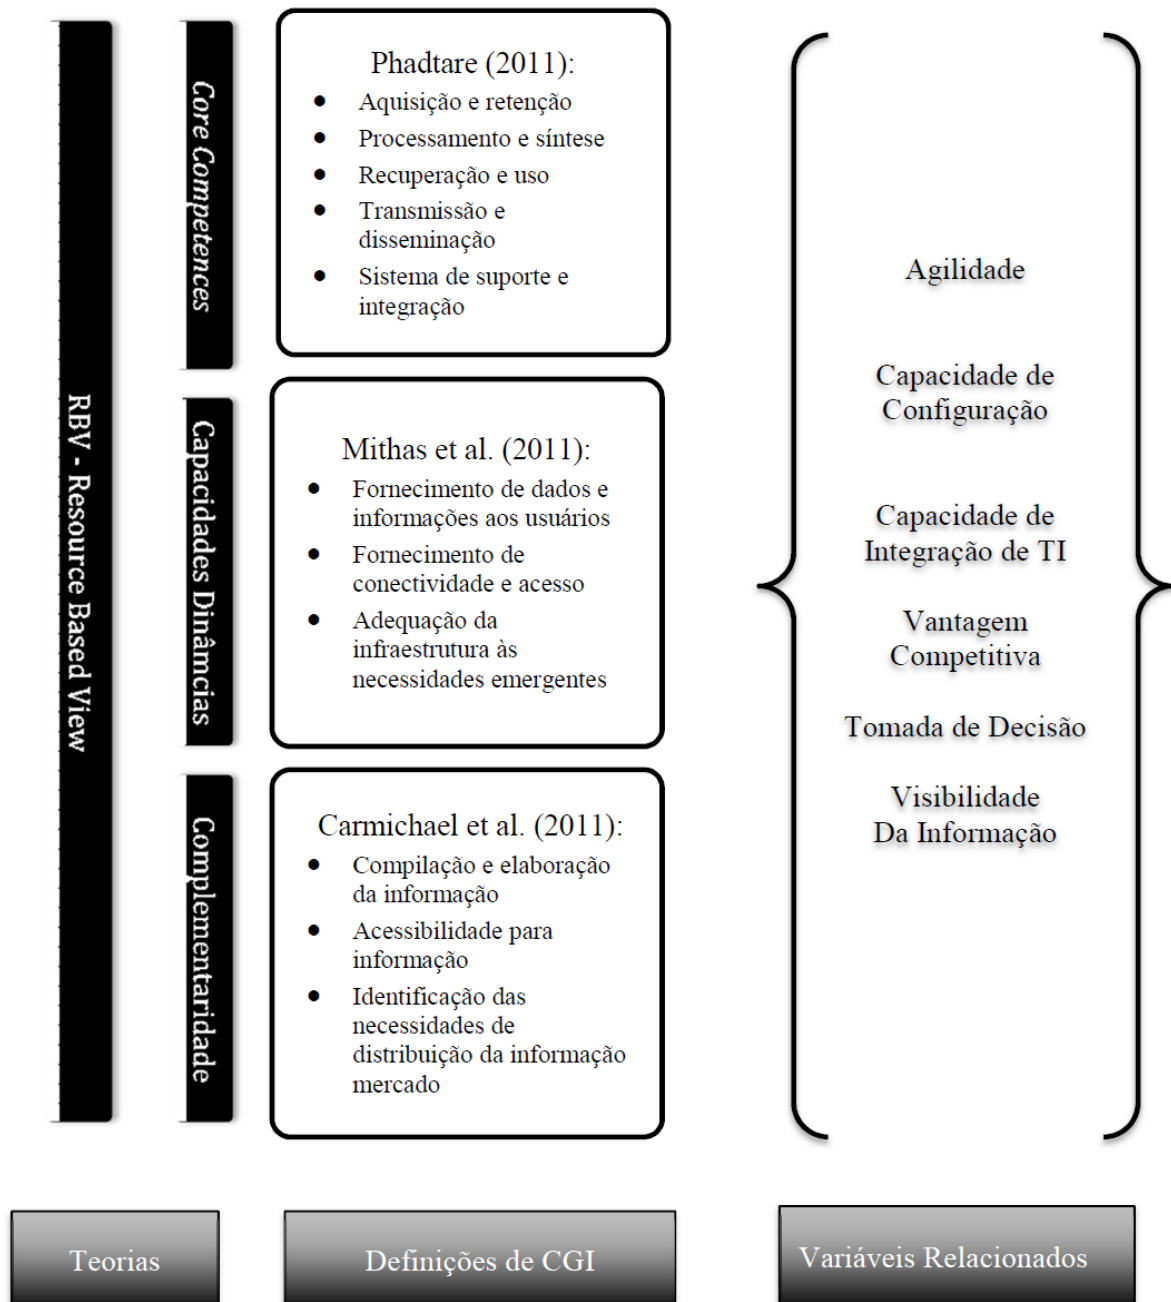 RBV - Resource Based View
Core Competences
Phadtare (2011):
● Aquisição e retenção
● Processamento e síntese
● Recuperação e uso
● Transmissão e
disseminação
● Sistema de suporte e
integração
Capacidades Dinâmcias
Mithas et al. (2011):
● Fornecimento de dados e
informações aos usuários
● Fornecimento de
conectividade e acesso
● Adequação da
infraestrutura às
necessidades emergentes
Complementaridade
Carmichael et al. (2011):
● Compilação e elaboração
da informação
● Acessibilidade para
informação
● Identificação das
necessidades de
distribuição da informação
mercado
Agilidade
Capacidade de
Configuração
Capacidade de
Integração de TI
Vantagem
Competitiva
Tomada de Decisão
Visibilidade
Da Informação
Teorias
Definições de CGI
Variáveis Relacionados